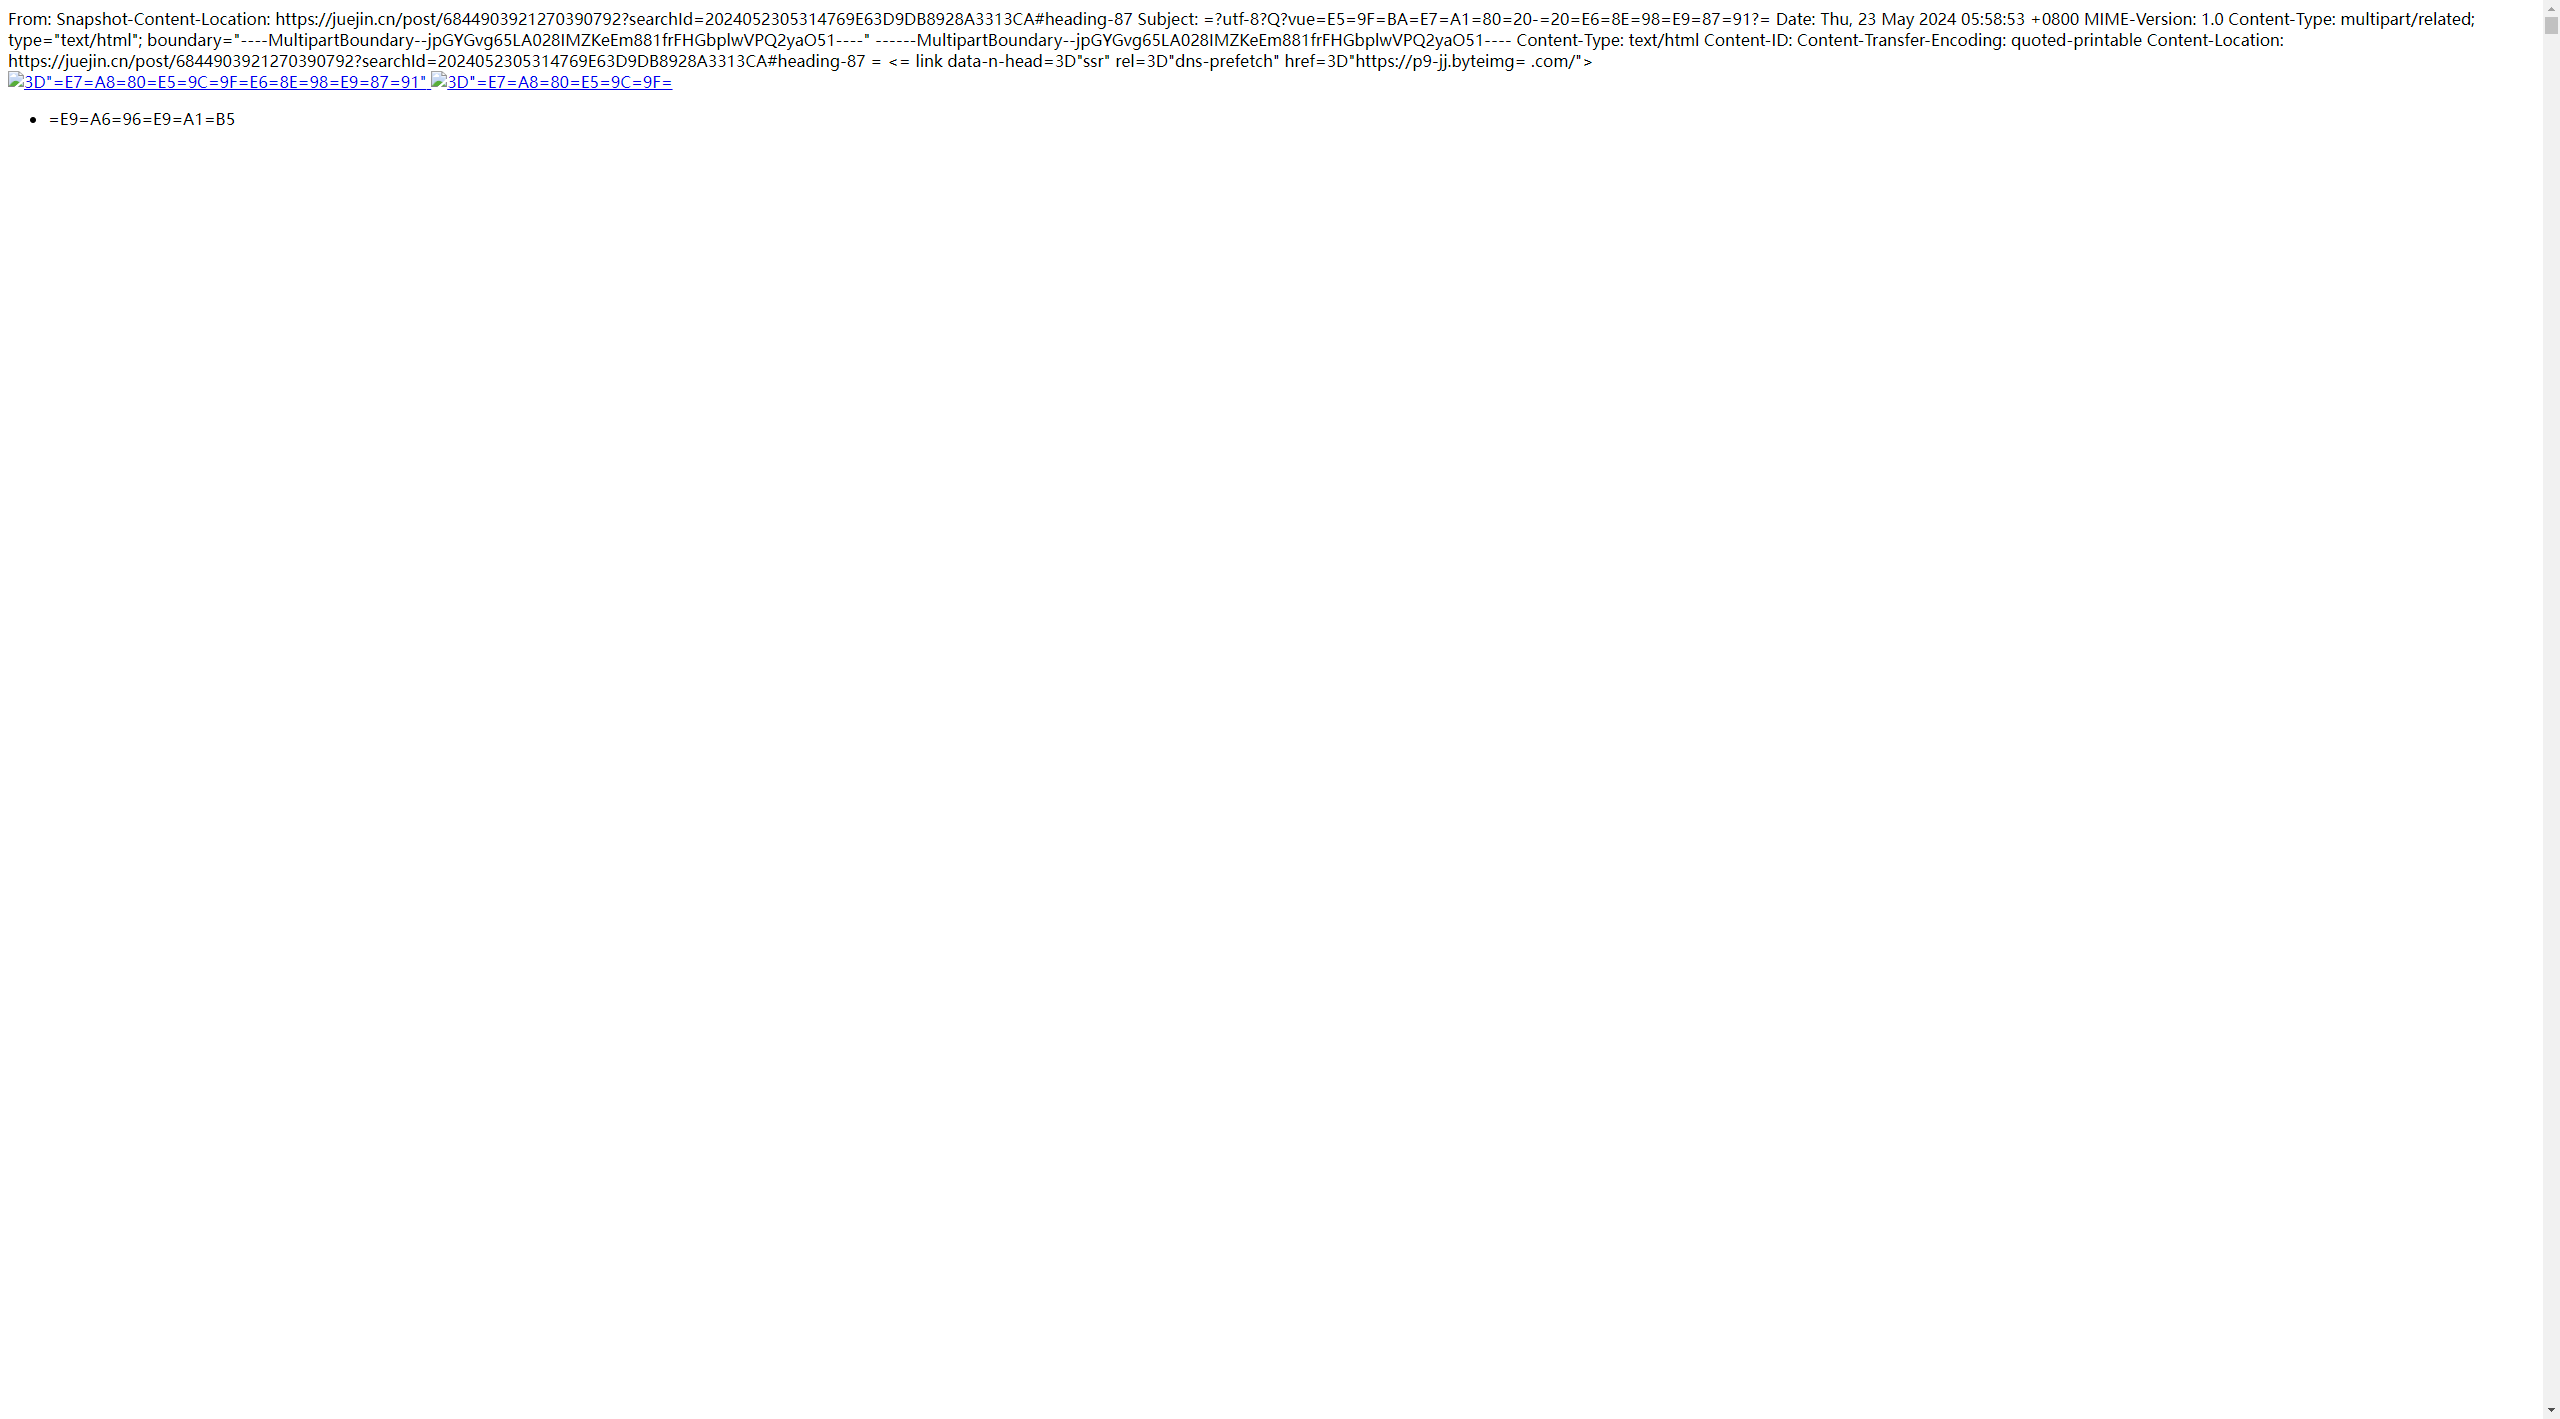 From: Snapshot-Content-Location: https://juejin.cn/post/6844903921270390792?searchId=2024052305314769E63D9DB8928A3313CA#heading-87 Subject: =?utf-8?Q?vue=E5=9F=BA=E7=A1=80=20-=20=E6=8E=98=E9=87=91?= Date: Thu, 23 May 2024 05:58:53 +0800 MIME-Version: 1.0 Content-Type: multipart/related;
type="text/html"; boundary="----MultipartBoundary--jpGYGvg65LA028IMZKeEm881frFHGbplwVPQ2yaO51----" ------MultipartBoundary--jpGYGvg65LA028IMZKeEm881frFHGbplwVPQ2yaO51---- Content-Type: text/html Content-ID: Content-Transfer-Encoding: quoted-printable Content-Location:
https://juejin.cn/post/6844903921270390792?searchId=2024052305314769E63D9DB8928A3313CA#heading-87 = <= link data-n-head=3D"ssr" rel=3D"dns-prefetch" href=3D"https://p9-jj.byteimg= .com/">
3D"=E7=A8=80=E5=9C=9F=E6=8E=98=E9=87=91" 3D"=E7=A8=80=E5=9C=9F=
• =E9=A6=96=E9=A1=B5